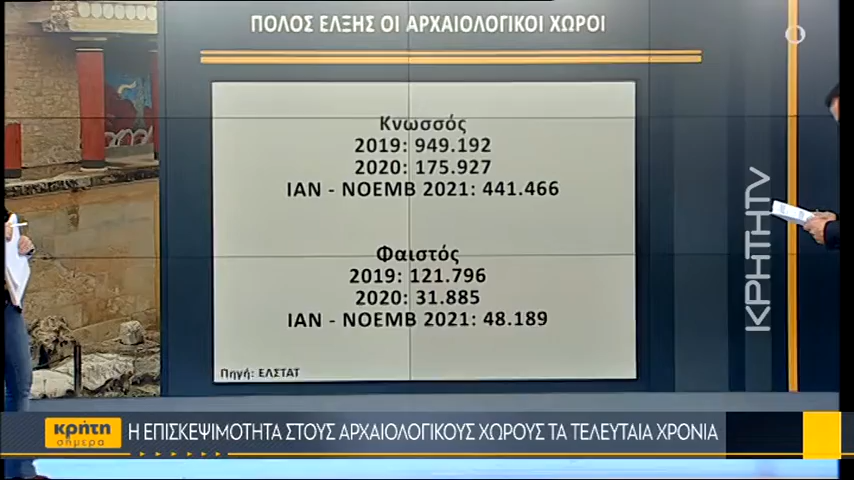 ΠΟΛΟΣ ΕΛΞΗΣ ΟΙ ΑΡΧΑΙΟΛΟΓΙΚΟΙ ΧΩΡΟΙ
Κνωσσός
2019: 949.192
2020: 175.927
ΙΑΝ - ΝΟΕΜΒ 2021: 441.466
Φαιστός
2019: 121.796
2020: 31.885
ΙΑΝ - ΝΟΕΜΒ 2021: 48.189
Πηγή: ΕΛΣΤΑΤ
ΚΡΗΤΗTV
κρήτη
σήμερα
Η ΕΠΙΣΚΕΨΙΜΟΤΗΤΑ ΣΤΟΥΣ ΑΡΧΑΙΟΛΟΓΙΚΟΥΣ ΧΩΡΟΥΣ ΤΑ ΤΕΛΕΥΤΑΙΑ ΧΡΟΝΙΑ